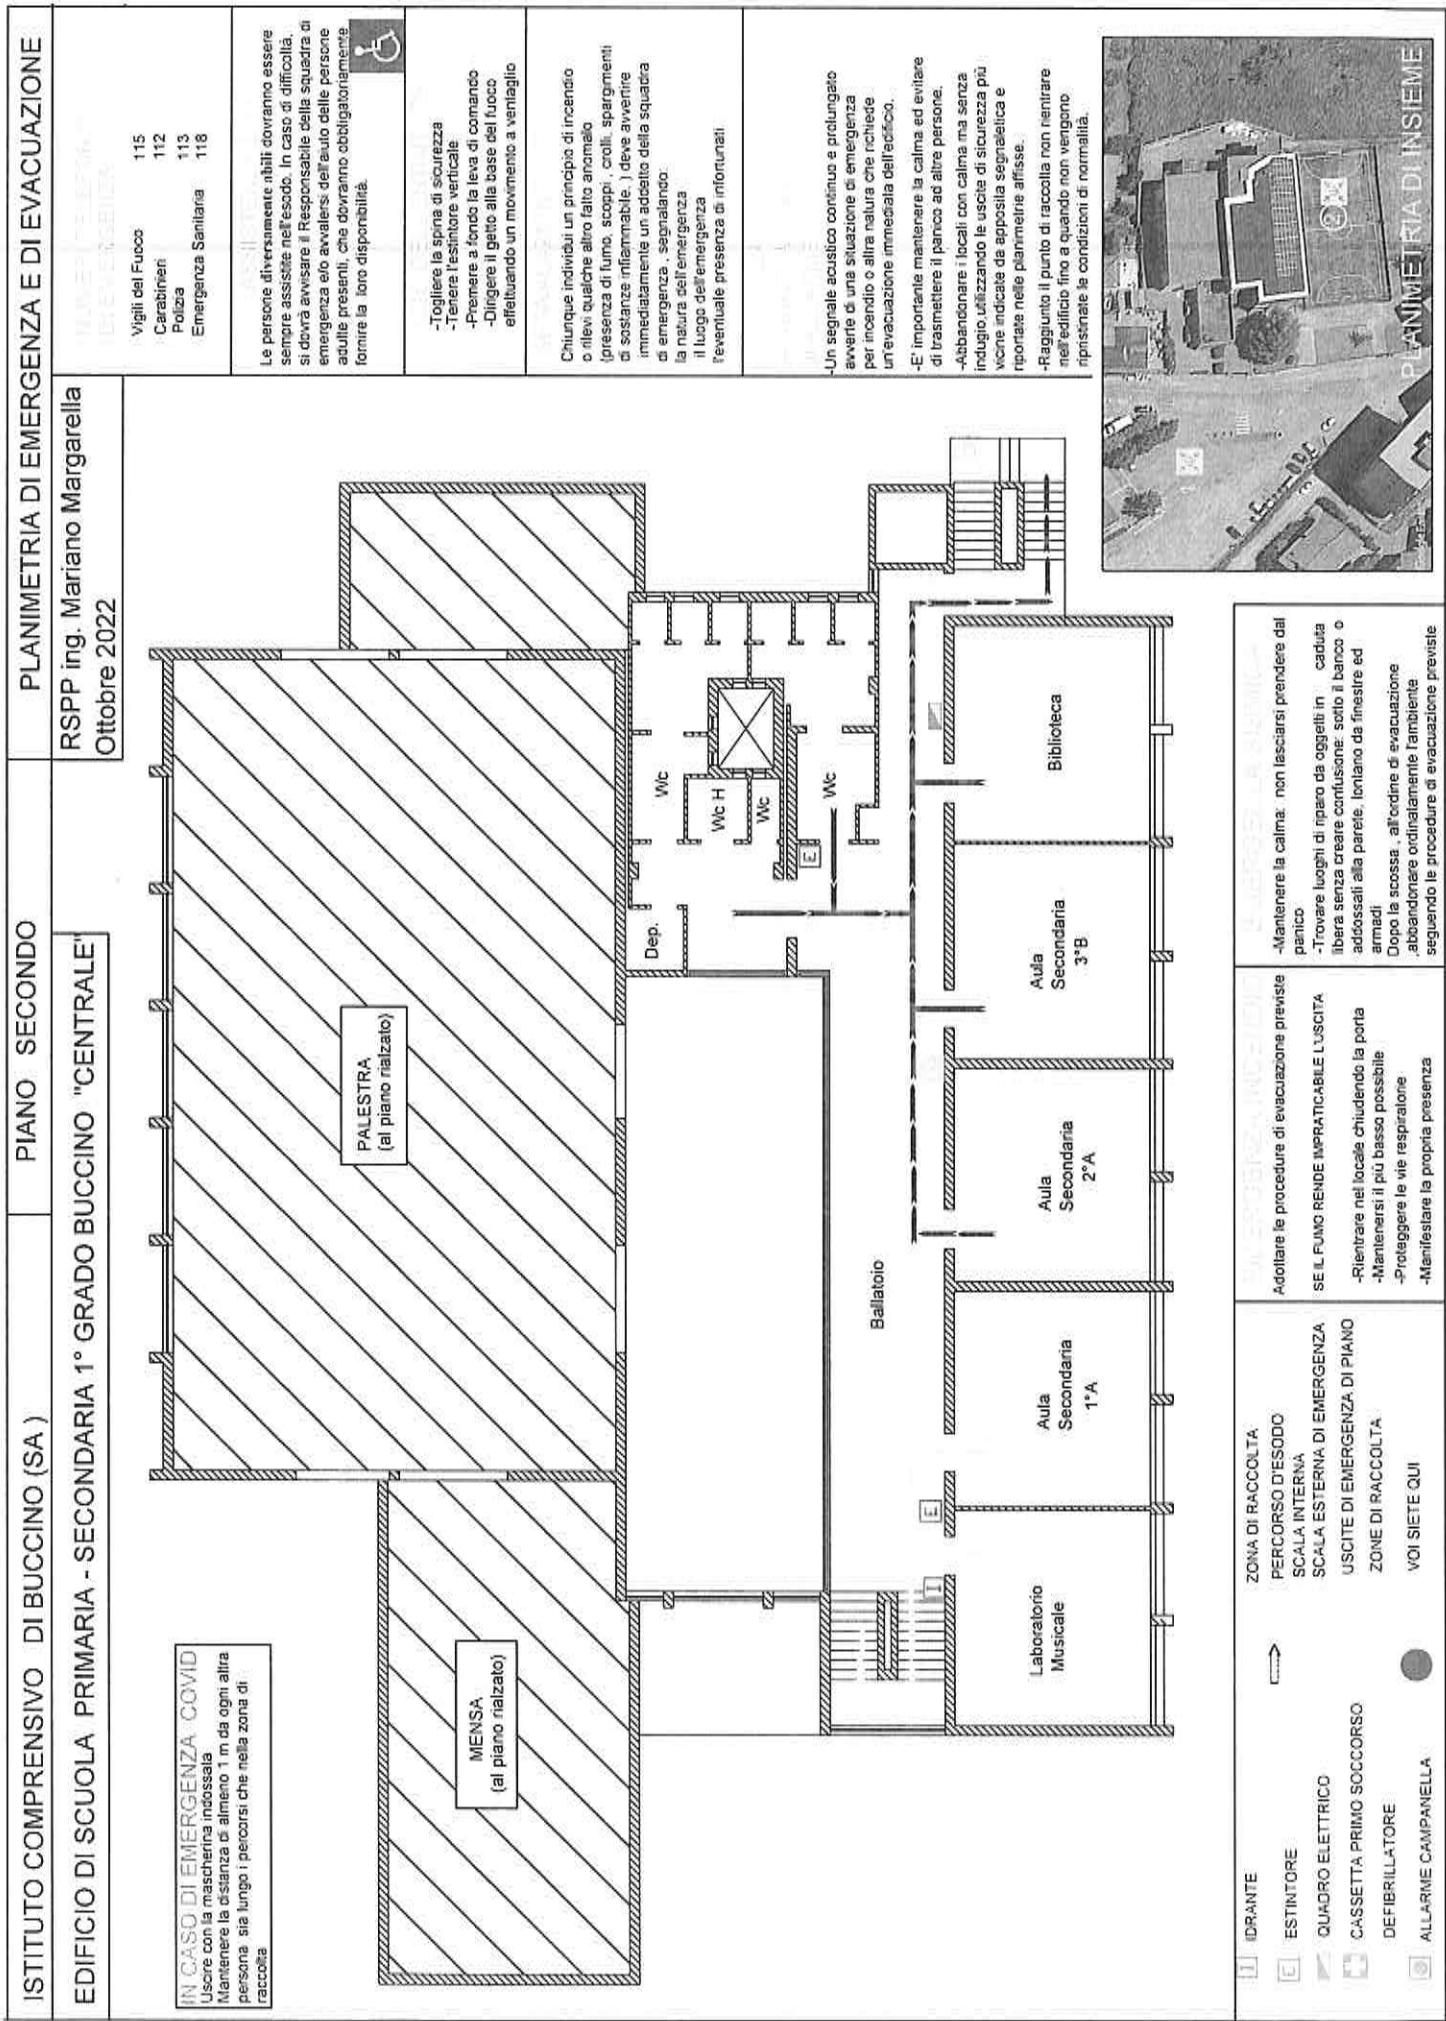 ISTITUTO COMPRENSIVO DI BUCCINO (SA )
PIANO SECONDO
PLANIMETRIA DI EMERGENZA E DI EVACUAZIONE
EDIFICIO DI SCUOLA PRIMARIA - SECONDARIA 1° GRADO BUCCINO "CENTRALE"
RSPP ing. Mariano Margarella
Ottobre 2022
IN CASO DI EMERGENZA COVID
Uscire con la mascherina indossata
Mantenere la distanza di almeno 1 m da ogni altra
persona sia lungo i percorsi che nella zona di
raccolta
Vigili del Fuoco 115
Carabinieri 112
Polizia 113
Emergenza Sanitaria 118
Le persone diversamente abili dovranno essere
sempre assistite nell'esodo. In caso di difficoltà,
si dovrà avvisare il Responsabile della squadra di
emergenza e/o avvalersi dell'aiuto delle persone
adulte presenti, che dovranno obbligatoriamente
fornire la loro disponibilità.
-Togliere la spina di sicurezza
-Tenere l'estintore verticale
-Premere a fondo la leva di comando
-Dirigere il getto alla base del fuoco
effettuando un movimento a ventaglio
Chiunque individui un principio di incendio
o rilevi qualche altro fatto anomalo
(presenza di fumo, scoppi , crolli, spargimenti
di sostanze infiammabile, ) deve avvertire
immediatamente un addetto della squadra
di emergenza , segnalando:
la natura dell'emergenza
il luogo dell'emergenza
l'eventuale presenza di infortunati
-Un segnale acustico continuo e prolungato
avverte di una situazione di emergenza
per incendio o altra natura che richiede
un'evacuazione immediata dell'edificio.
-E' importante mantenere la calma ed evitare
di trasmettere il panico ad altre persone.
-Abbandonare i locali con calma ma senza
indugio,utilizzando le uscite di sicurezza più
vicine indicate da apposita segnaletica e
riportate nelle planimetrie affisse.
-Raggiunto il punto di raccolta non rientrare
nell'edificio fino a quando non vengono
ripristinate le condizioni di normalità.
PALESTRA
(al piano rialzato)
MENSA
(al piano rialzato)
Dep.
Wc
Wc H
Wc
Wc
E
Ballatoio
E
I
Laboratorio
Musicale
Aula
Secondaria
1°A
Aula
Secondaria
2°A
Aula
Secondaria
3°B
Biblioteca
1
2
PLANIMETRIA DI INSIEME
I IDRANTE
E ESTINTORE
QUADRO ELETTRICO
CASSETTA PRIMO SOCCORSO
DEFIBRILLATORE
ALLARME CAMPANELLA
ZONA DI RACCOLTA
PERCORSO D'ESODO
SCALA INTERNA
SCALA ESTERNA DI EMERGENZA
USCITE DI EMERGENZA DI PIANO
ZONE DI RACCOLTA
VOI SIETE QUI
Adottare le procedure di evacuazione previste
SE IL FUMO RENDE IMPRATICABILE L'USCITA
-Rientrare nel locale chiudendo la porta
-Mantenersi il più basso possibile
-Proteggere le vie respiratorie
-Manifestare la propria presenza
-Mantenere la calma: non lasciarsi prendere dal
panico
-Trovare luoghi di riparo da oggetti in caduta
libera senza creare confusione: sotto il banco o
addossati alla parete, lontano da finestre ed
armadi
Dopo la scossa , all'ordine di evacuazione
,abbandonare ordinatamente l'ambiente
seguendo le procedure di evacuazione previste